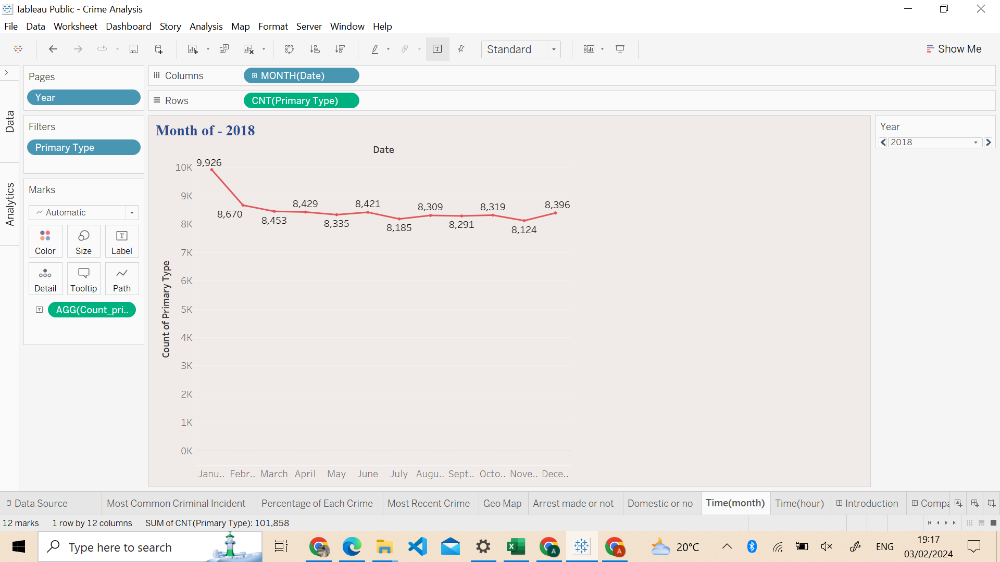 Tableau Public - Crime Analysis
File Data Worksheet Dashboard Story Analysis Map Format Server Window Help
Standard
Show Me
Pages
Year
Columns
MONTH(Date)
Rows
CNT(Primary Type)
Data
Analytics
Filters
Primary Type
Marks
Automatic
Color Size Label
Detail Tooltip Path
AGG(Count_pri..
Month of - 2018
Date
Year
2018
Count of Primary Type
10K
9K
8K
7K
6K
5K
4K
3K
2K
1K
0K
9,926
8,670
8,453
8,429
8,335
8,421
8,185
8,309
8,291
8,319
8,124
8,396
Janu.. Febr.. March April May June July Augu.. Sept.. Octo.. Nove.. Dece..
Data Source Most Common Criminal Incident Percentage of Each Crime Most Recent Crime Geo Map Arrest made or not Domestic or no Time(month) Time(hour) Introduction Compa
12 marks 1 row by 12 columns SUM of CNT(Primary Type): 101,858
Type here to search
20°C
ENG
19:17
03/02/2024